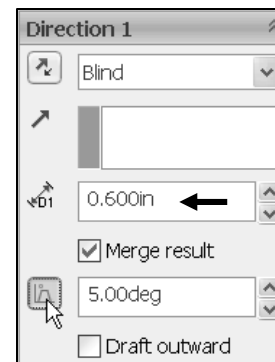 Direction 1
Blind
D1
0.600in
Merge result
5.00deg
Draft outward